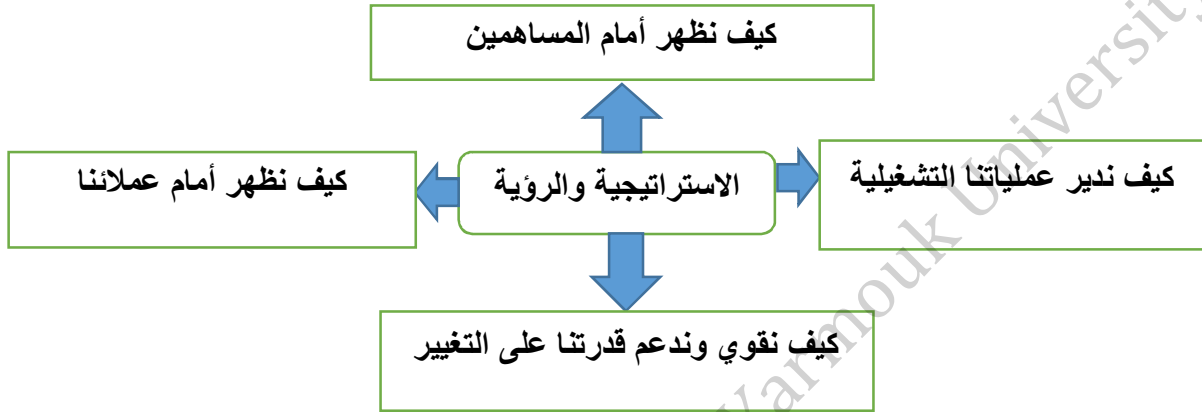 كيف نظهر أمام المساهمين
كيف ندير عملياتنا التشغيلية
الاستراتيجية والرؤية
كيف نظهر أمام عملائنا
كيف نقوي وندعم قدرتنا على التغيير
Yarmouk University